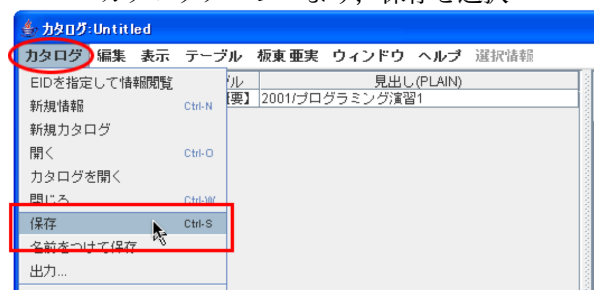 カタログ:Untitled
カタログ 編集 表示 テーブル 板東亜実 ウィンドウ ヘルプ 選択情報
EIDを指定して情報閲覧
ル 見出し(PLAIN)
新規情報 Ctrl-N
要】 2001/プログラミング演習1
新規カタログ
開く Ctrl-O
カタログを開く
閉じる Ctrl-W
保存 Ctrl-S
名前をつけて保存
出力...